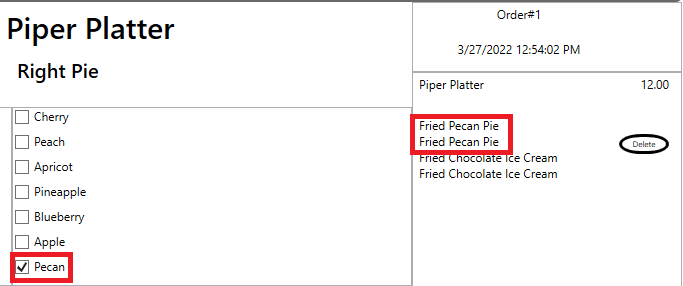 Piper Platter
Right Pie
Cherry
Peach
Apricot
Pineapple
Blueberry
Apple
Pecan
Order#1
3/27/2022 12:54:02 PM
Piper Platter 12.00
Fried Pecan Pie
Fried Pecan Pie
Delete
Fried Chocolate Ice Cream
Fried Chocolate Ice Cream